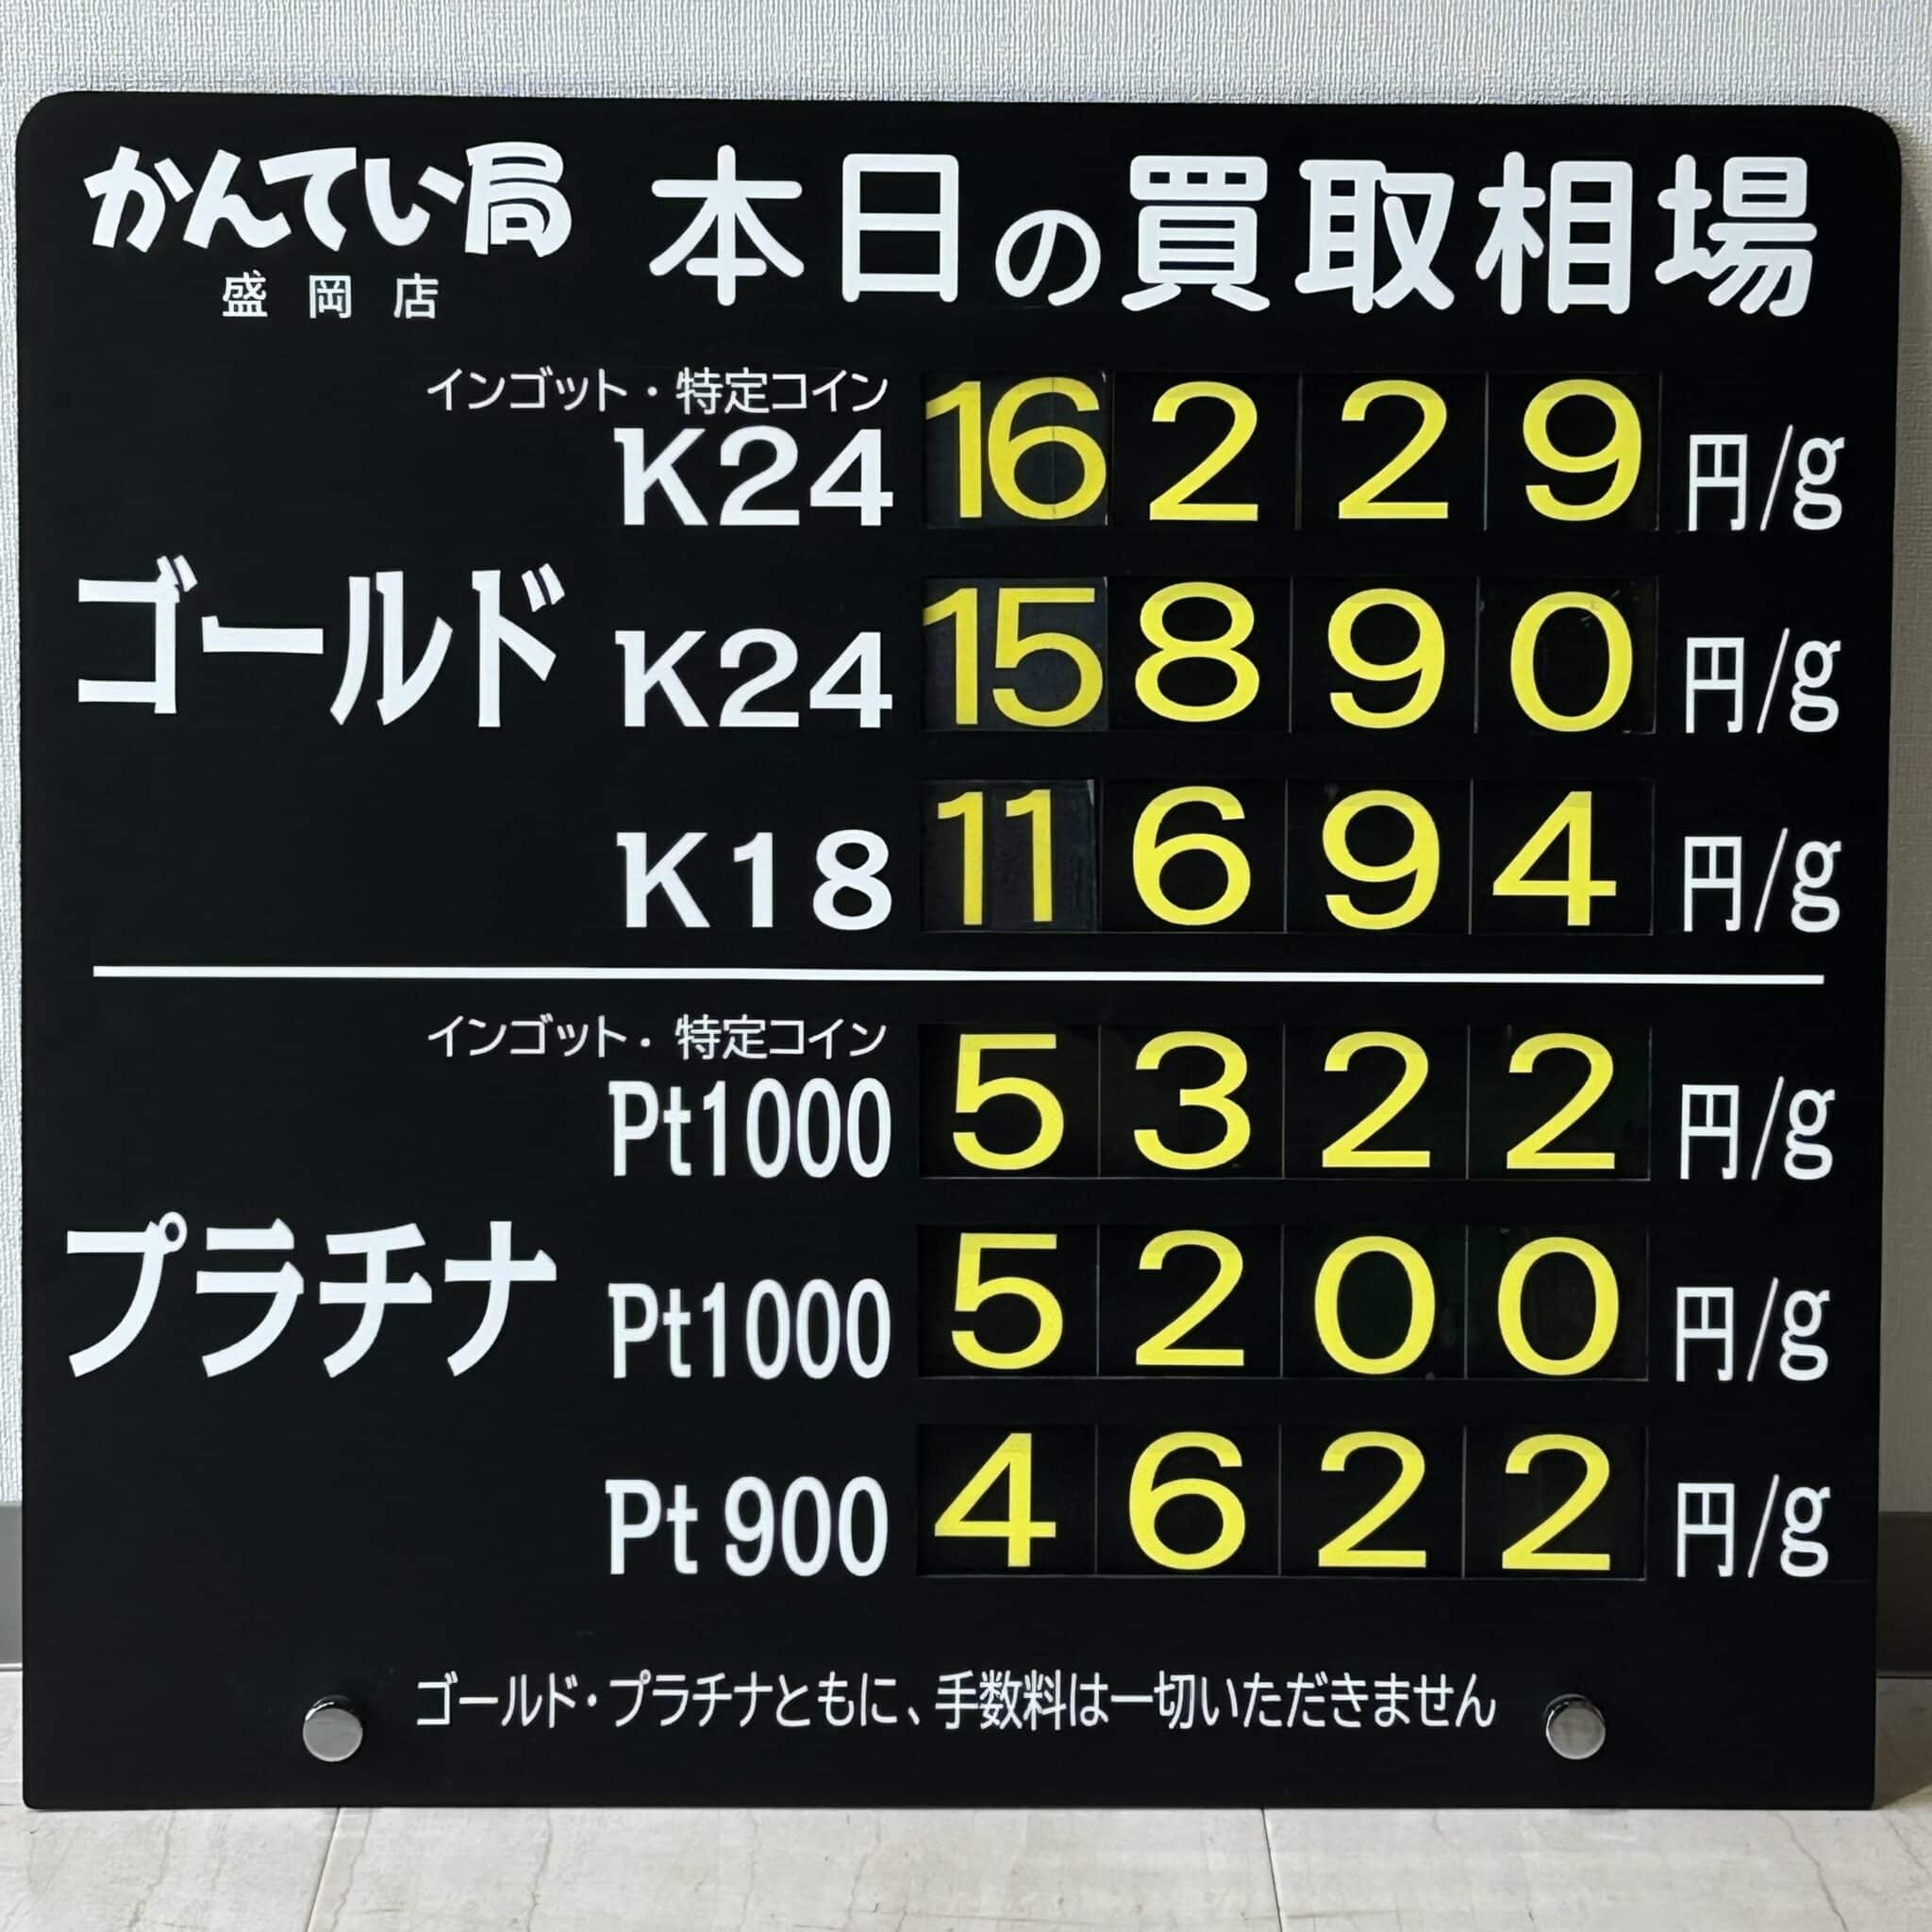 かんてい局 本日の買取相場
盛岡店
インゴット・特定コイン
K24 16229 円/g
ゴールド
K24 15890 円/g
K18 11694 円/g
インゴット・特定コイン
Pt1000 5322 円/g
プラチナ
Pt1000 5200 円/g
Pt 900 4622 円/g
ゴールド・プラチナともに、手数料は一切いただきません